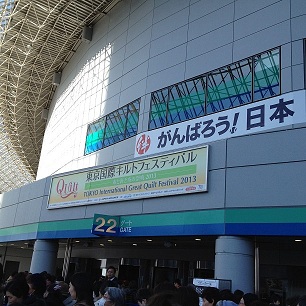 がんばろう!日本
Quilt
東京国際キルトフェスティバル
TOKYO International Great Quilt Festival 2013
22 ゲート
GATE